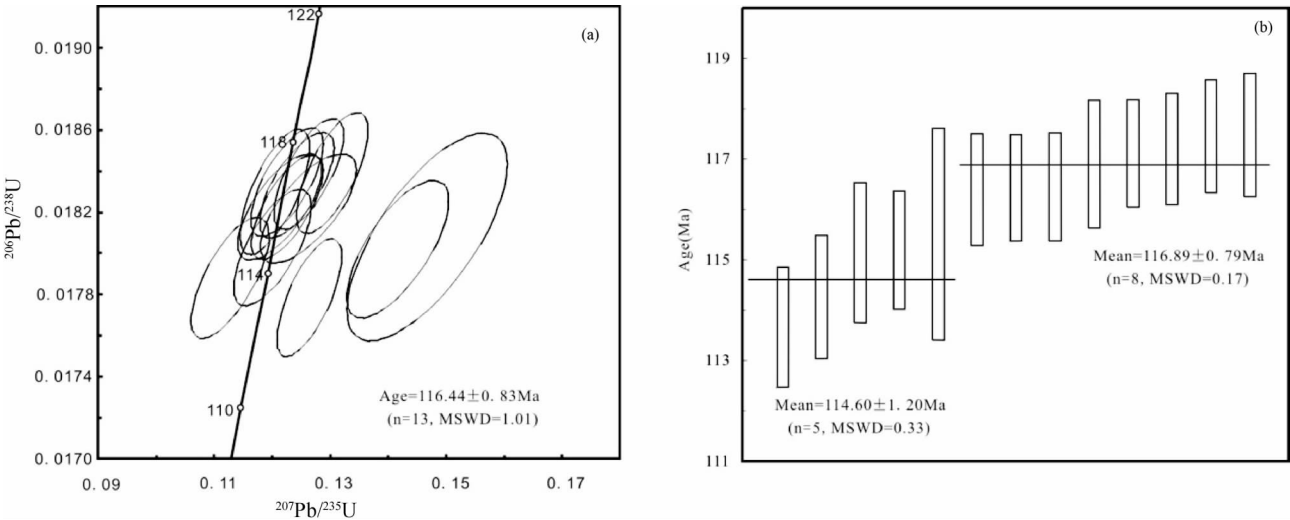 (a)
122
0. 0190
0. 0186
118
0. 0182
114
0. 0178
0. 0174
110
0. 0170
Age=116.44±0. 83Ma
(n=13, MSWD=1.01)
0. 09
0. 11
0. 13
0. 15
0. 17
²⁰⁶Pb/²³⁸U
²⁰⁷Pb/²³⁵U
(b)
119
117
115
113
111
Age(Ma)
Mean=116.89±0. 79Ma
(n=8, MSWD=0.17)
Mean=114.60±1. 20Ma
(n=5, MSWD=0.33)